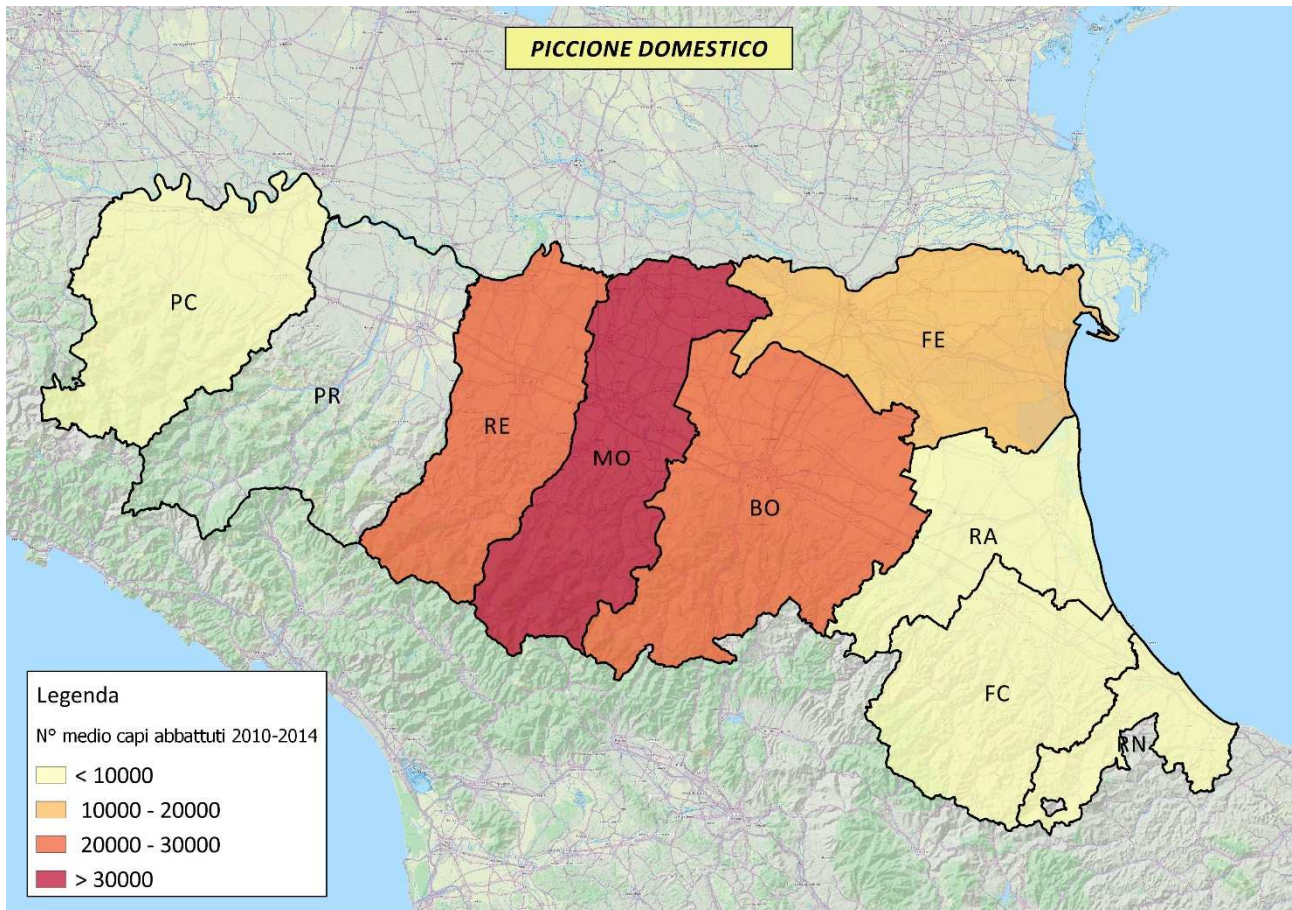 PICCIONE DOMESTICO
PC
PR
RE
MO
BO
FE
RA
FC
RN
Legenda
N° medio capi abbattuti 2010-2014
< 10000
10000 - 20000
20000 - 30000
> 30000